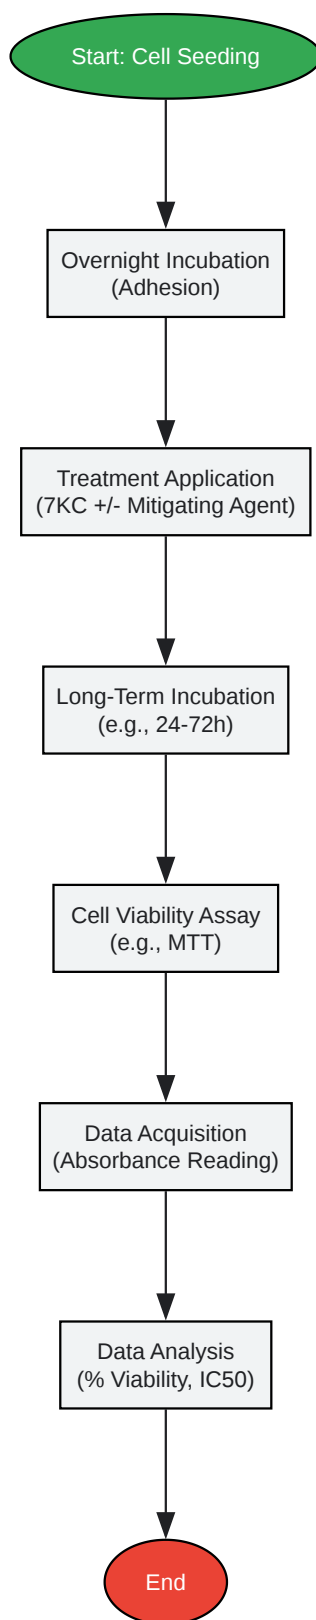 Start: Cell Seeding
Overnight Incubation
(Adhesion)
Treatment Application
(7KC +/- Mitigating Agent)
Long-Term Incubation
(e.g., 24-72h)
Cell Viability Assay
(e.g., MTT)
Data Acquisition
(Absorbance Reading)
Data Analysis
(% Viability, IC50)
End